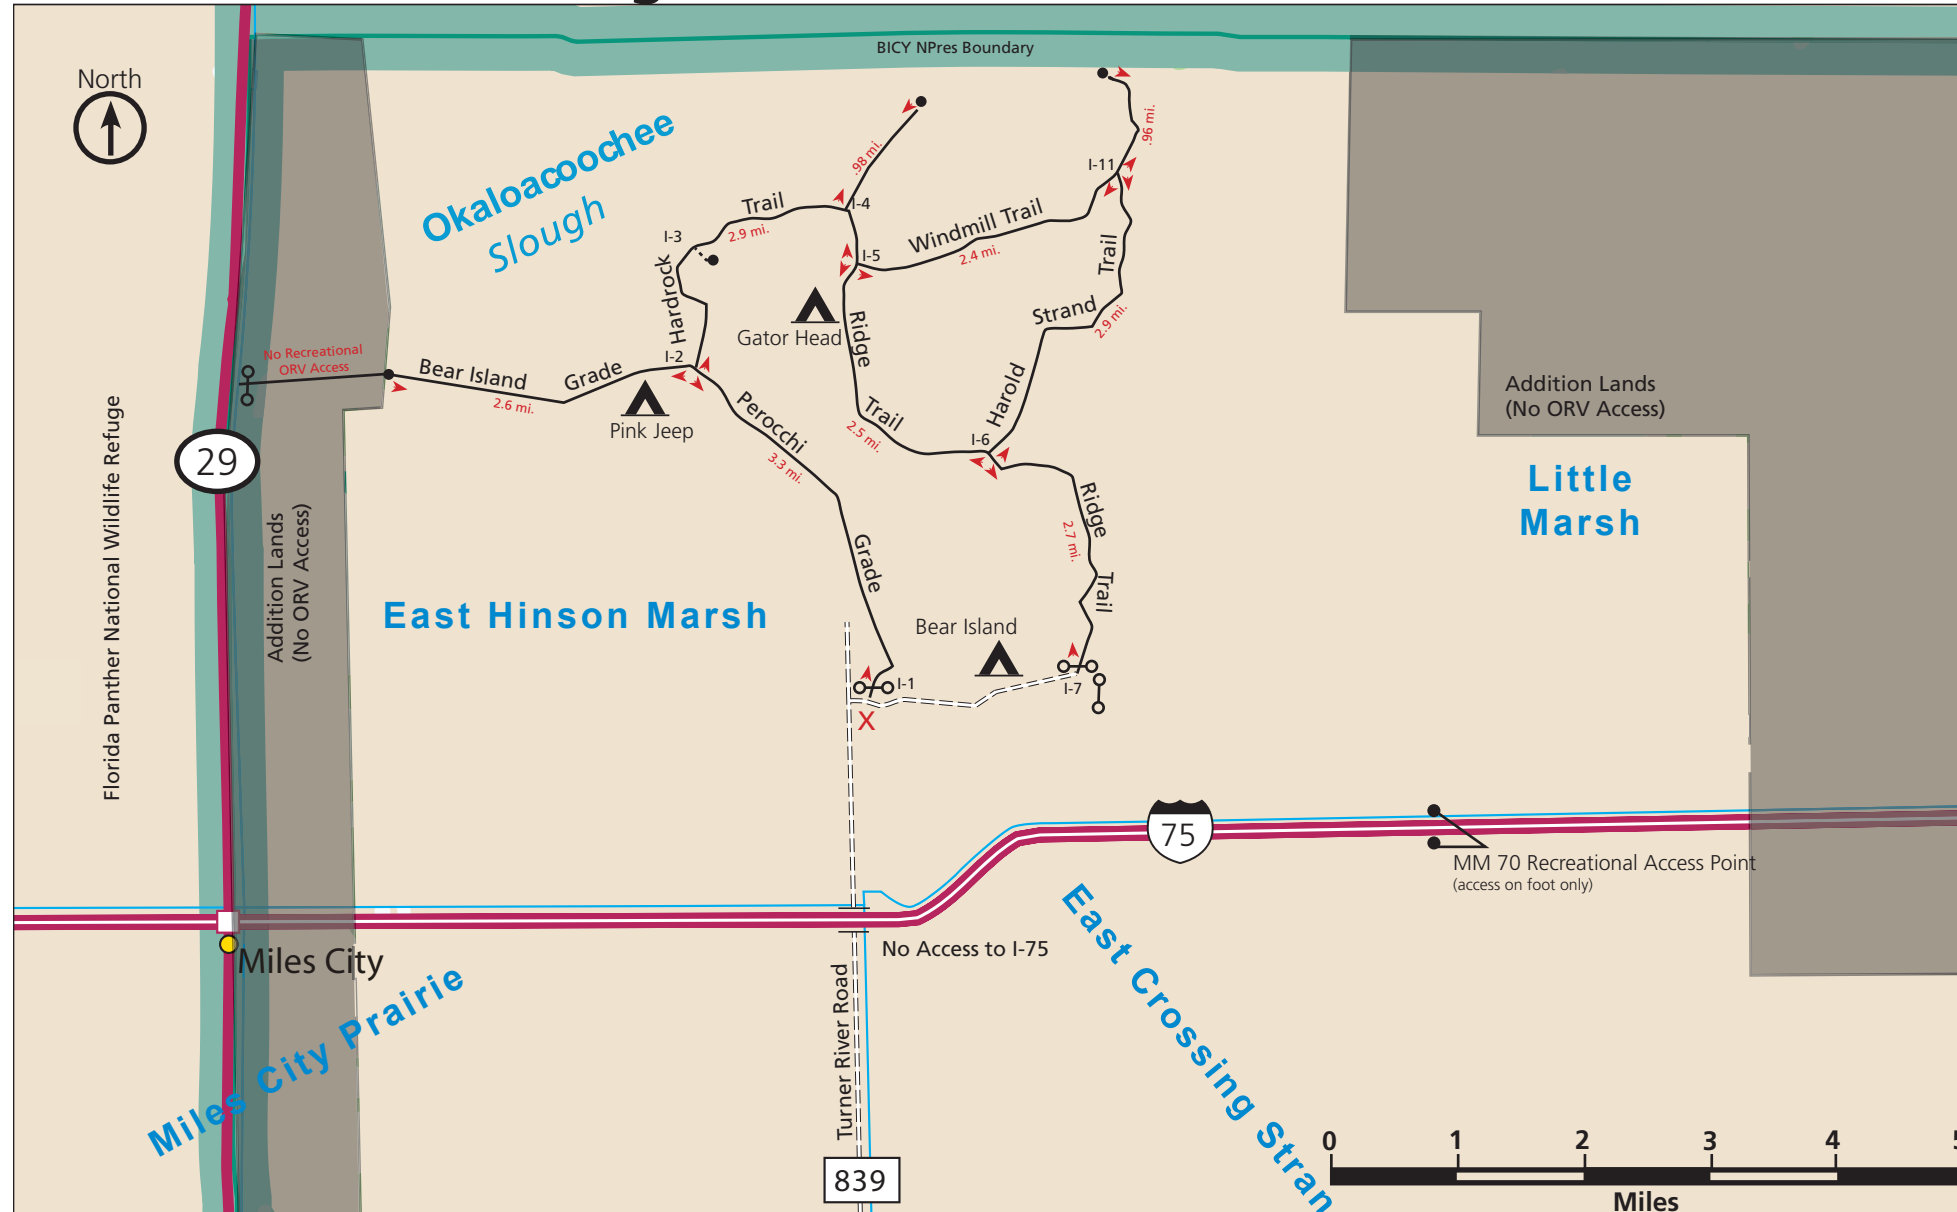 BICY NPres Boundary
North
Okaloacoochee
Slough
.98 mi.
.96 mi.
I-11
Trail
2.9 mi.
I-4
I-3
Hardrock
I-5
Windmill Trail
2.4 mi.
Trail
Strand
2.9 mi.
Harold
Gator Head
Ridge
Trail
2.5 mi.
I-6
No Recreational
ORV Access
Bear Island
Grade
2.6 mi.
I-2
Pink Jeep
Perocchi
3.3 mi.
Grade
Ridge
2.7 mi.
Trail
Addition Lands
(No ORV Access)
Little
Marsh
29
Florida Panther National Wildlife Refuge
Addition Lands
(No ORV Access)
East Hinson Marsh
Bear Island
I-1
I-7
X
75
MM 70 Recreational Access Point
(access on foot only)
No Access to I-75
Miles City
Miles City Prairie
Turner River Road
839
East Crossing Stran
0 1 2 3 4 5
Miles